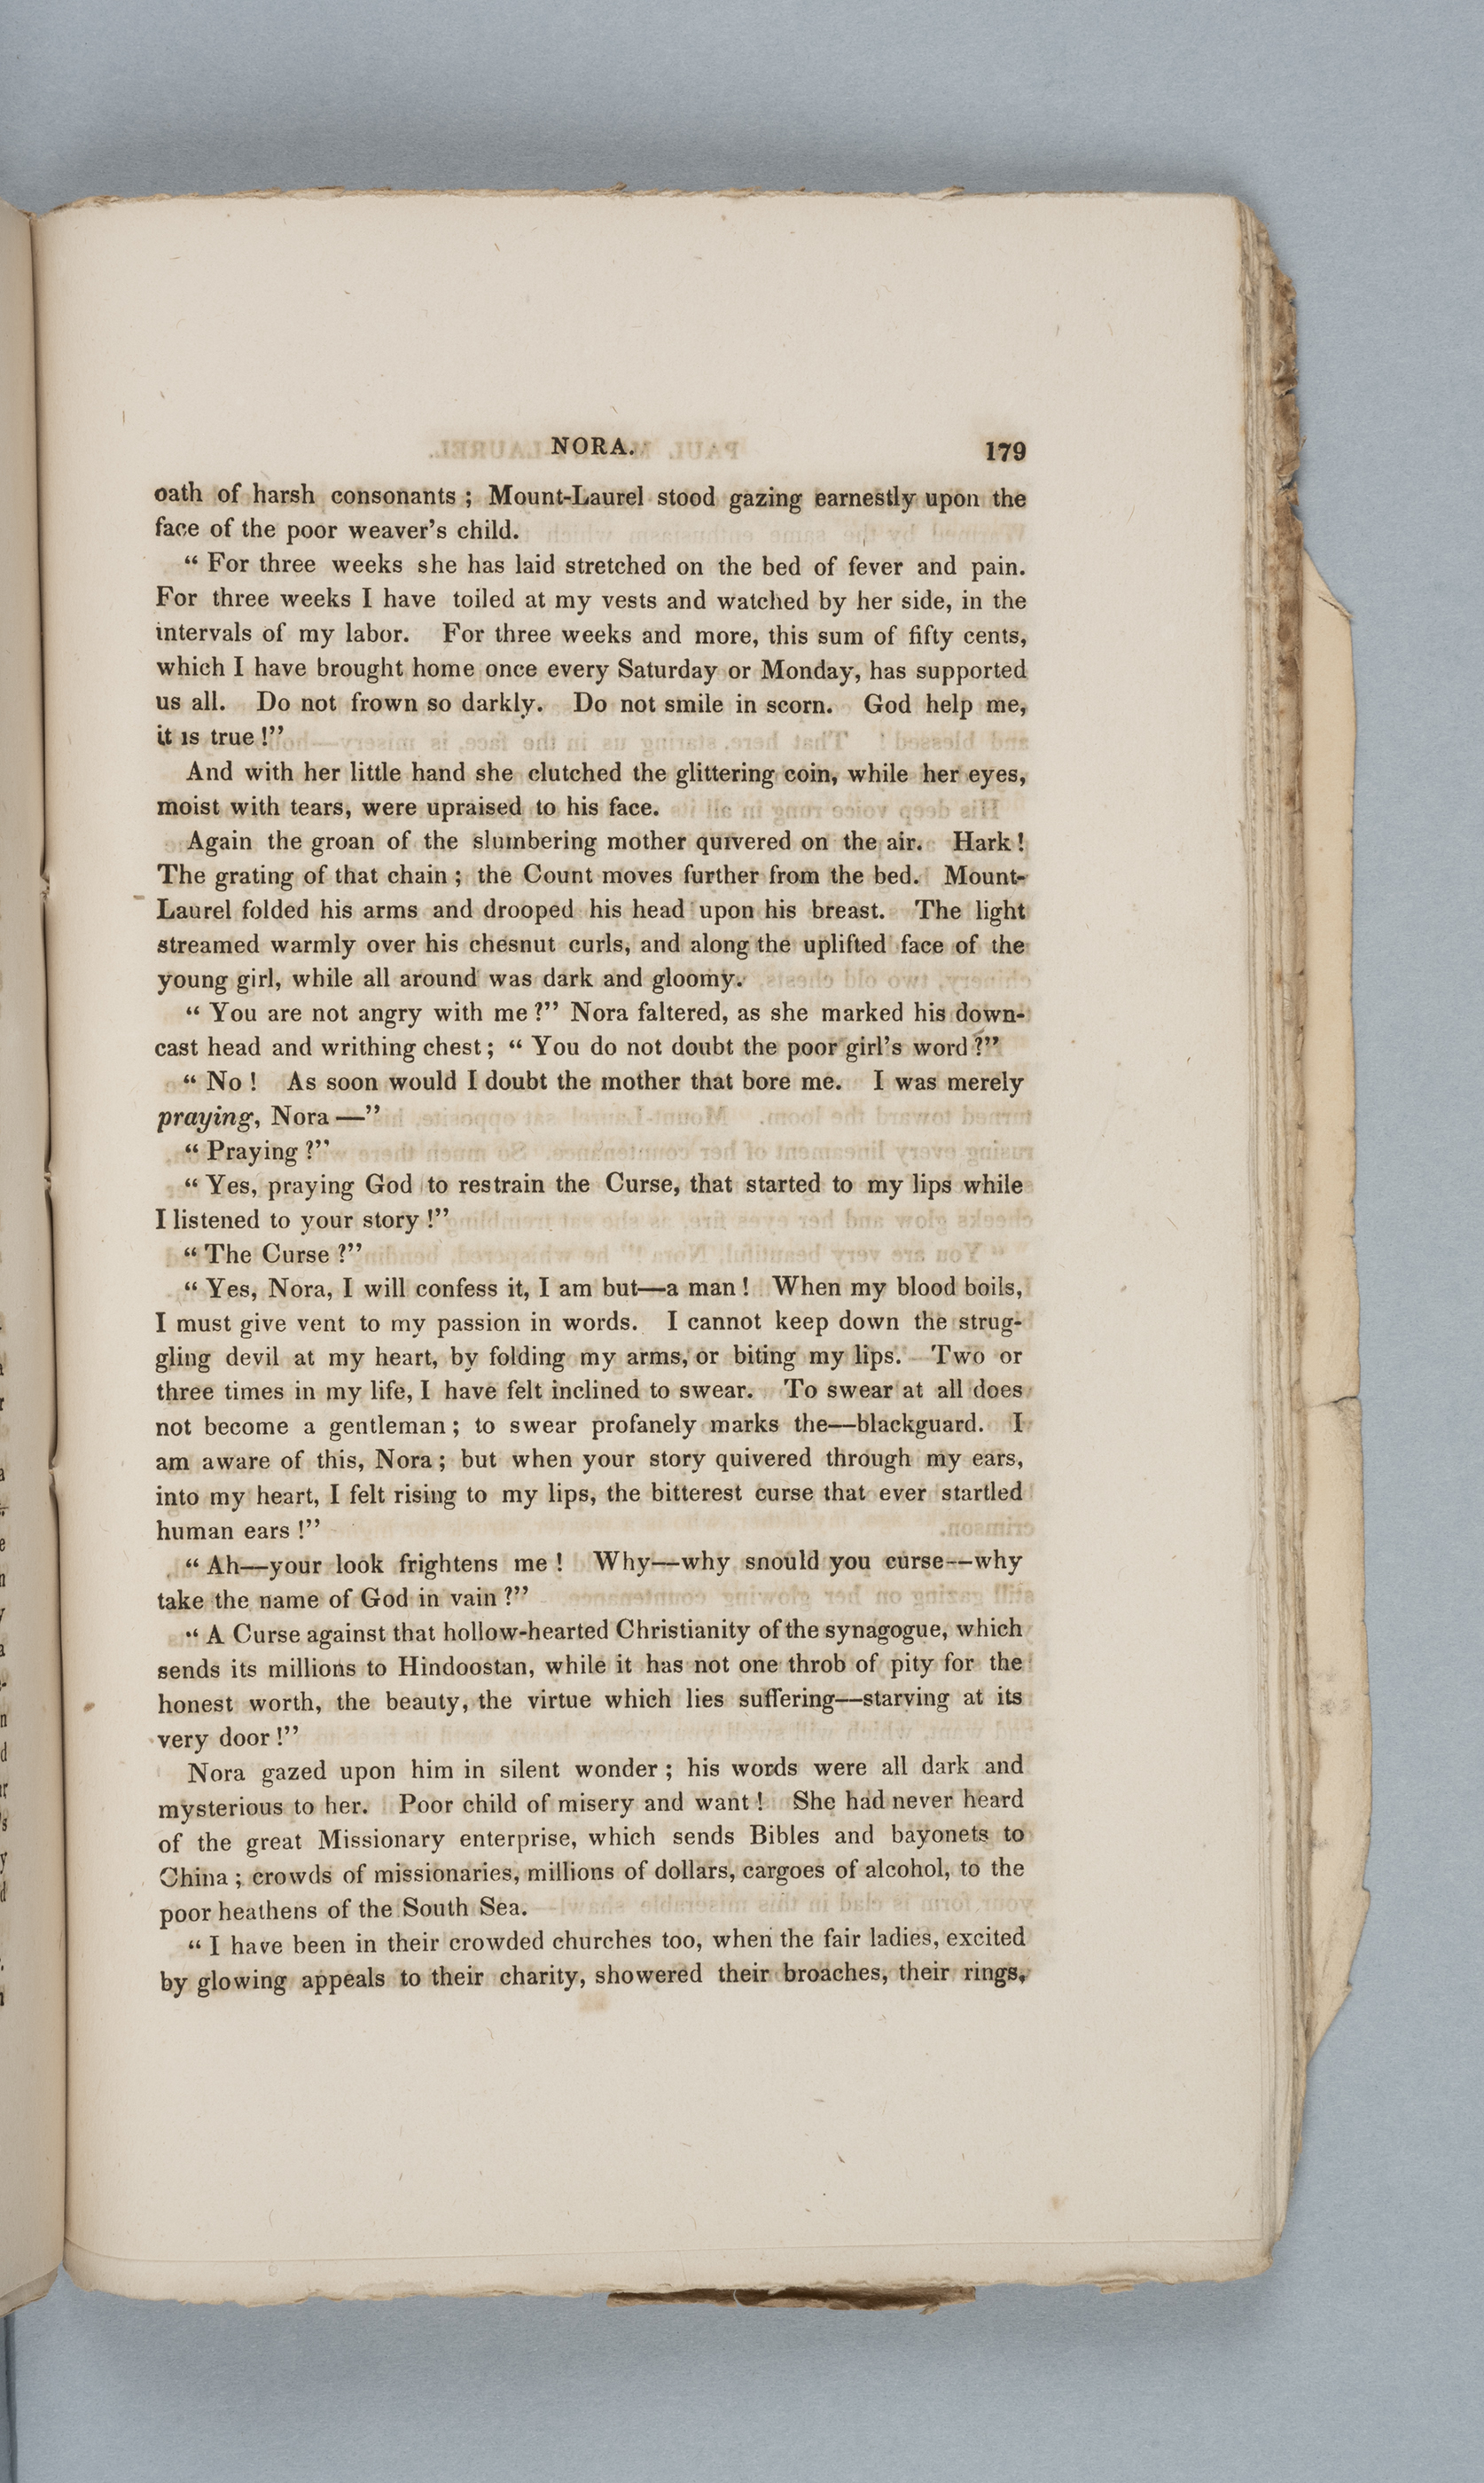 NORA. 179
oath of harsh consonants ; Mount-Laurel stood gazing earnestly upon the
face of the poor weaver's child.
“ For three weeks she has laid stretched on the bed of fever and pain.
For three weeks I have toiled at my vests and watched by her side, in the
intervals of my labor. For three weeks and more, this sum of fifty cents,
which I have brought home once every Saturday or Monday, has supported
us all. Do not frown so darkly. Do not smile in scorn. God help me,
it is true !”
And with her little hand she clutched the glittering coin, while her eyes,
moist with tears, were upraised to his face.
Again the groan of the slumbering mother quivered on the air. Hark !
The grating of that chain ; the Count moves further from the bed. Mount-
Laurel folded his arms and drooped his head upon his breast. The light
streamed warmly over his chesnut curls, and along the uplifted face of the
young girl, while all around was dark and gloomy.
“ You are not angry with me ?” Nora faltered, as she marked his down-
cast head and writhing chest ; “ You do not doubt the poor girl's word ?”
“ No ! As soon would I doubt the mother that bore me. I was merely
praying, Nora —”
“ Praying ?”
“ Yes, praying God to restrain the Curse, that started to my lips while
I listened to your story !”
“ The Curse ?”
“ Yes, Nora, I will confess it, I am but—a man ! When my blood boils,
I must give vent to my passion in words. I cannot keep down the strug-
gling devil at my heart, by folding my arms, or biting my lips. Two or
three times in my life, I have felt inclined to swear. To swear at all does
not become a gentleman ; to swear profanely marks the—blackguard. I
am aware of this, Nora ; but when your story quivered through my ears,
into my heart, I felt rising to my lips, the bitterest curse that ever startled
human ears !”
“ Ah—your look frightens me ! Why—why snould you curse—why
take the name of God in vain ?”
“ A Curse against that hollow-hearted Christianity of the synagogue, which
sends its millions to Hindoostan, while it has not one throb of pity for the
honest worth, the beauty, the virtue which lies suffering—starving at its
very door !”
Nora gazed upon him in silent wonder ; his words were all dark and
mysterious to her. Poor child of misery and want ! She had never heard
of the great Missionary enterprise, which sends Bibles and bayonets to
China ; crowds of missionaries, millions of dollars, cargoes of alcohol, to the
poor heathens of the South Sea.
“ I have been in their crowded churches too, when the fair ladies, excited
by glowing appeals to their charity, showered their broaches, their rings,